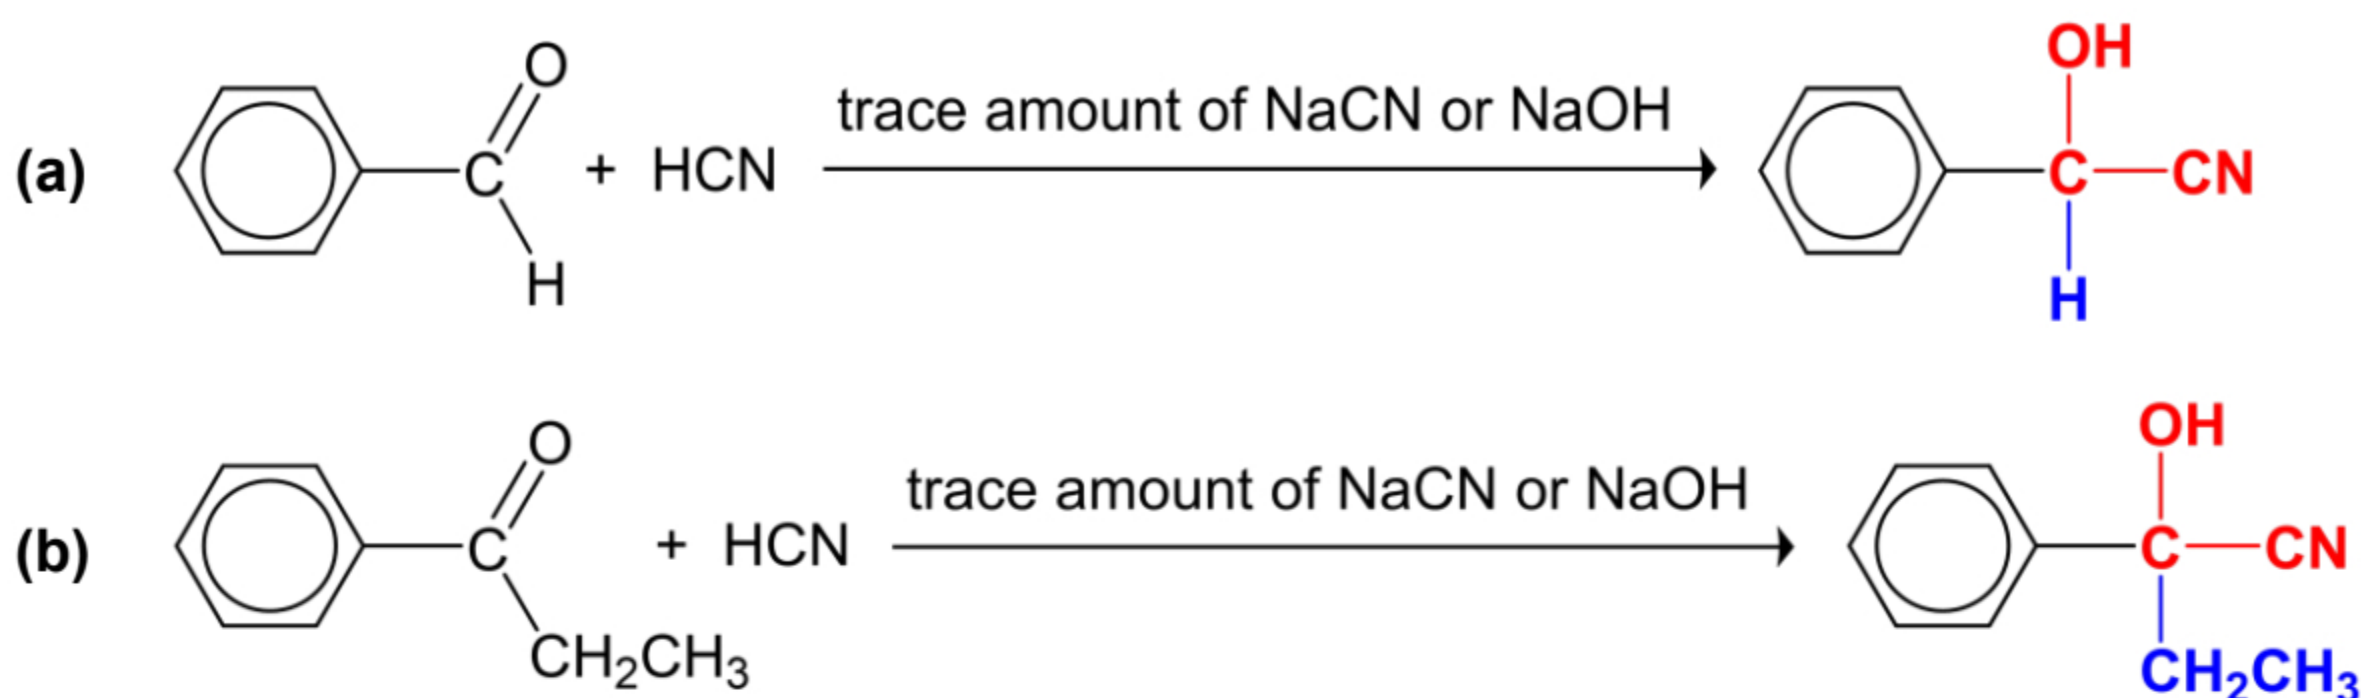 trace amount of NaCN or NaOH
(a) C O H + HCN OH C CN H
trace amount of NaCN or NaOH
(b) C O CH₂CH₃ + HCN OH C CN CH₂CH₃